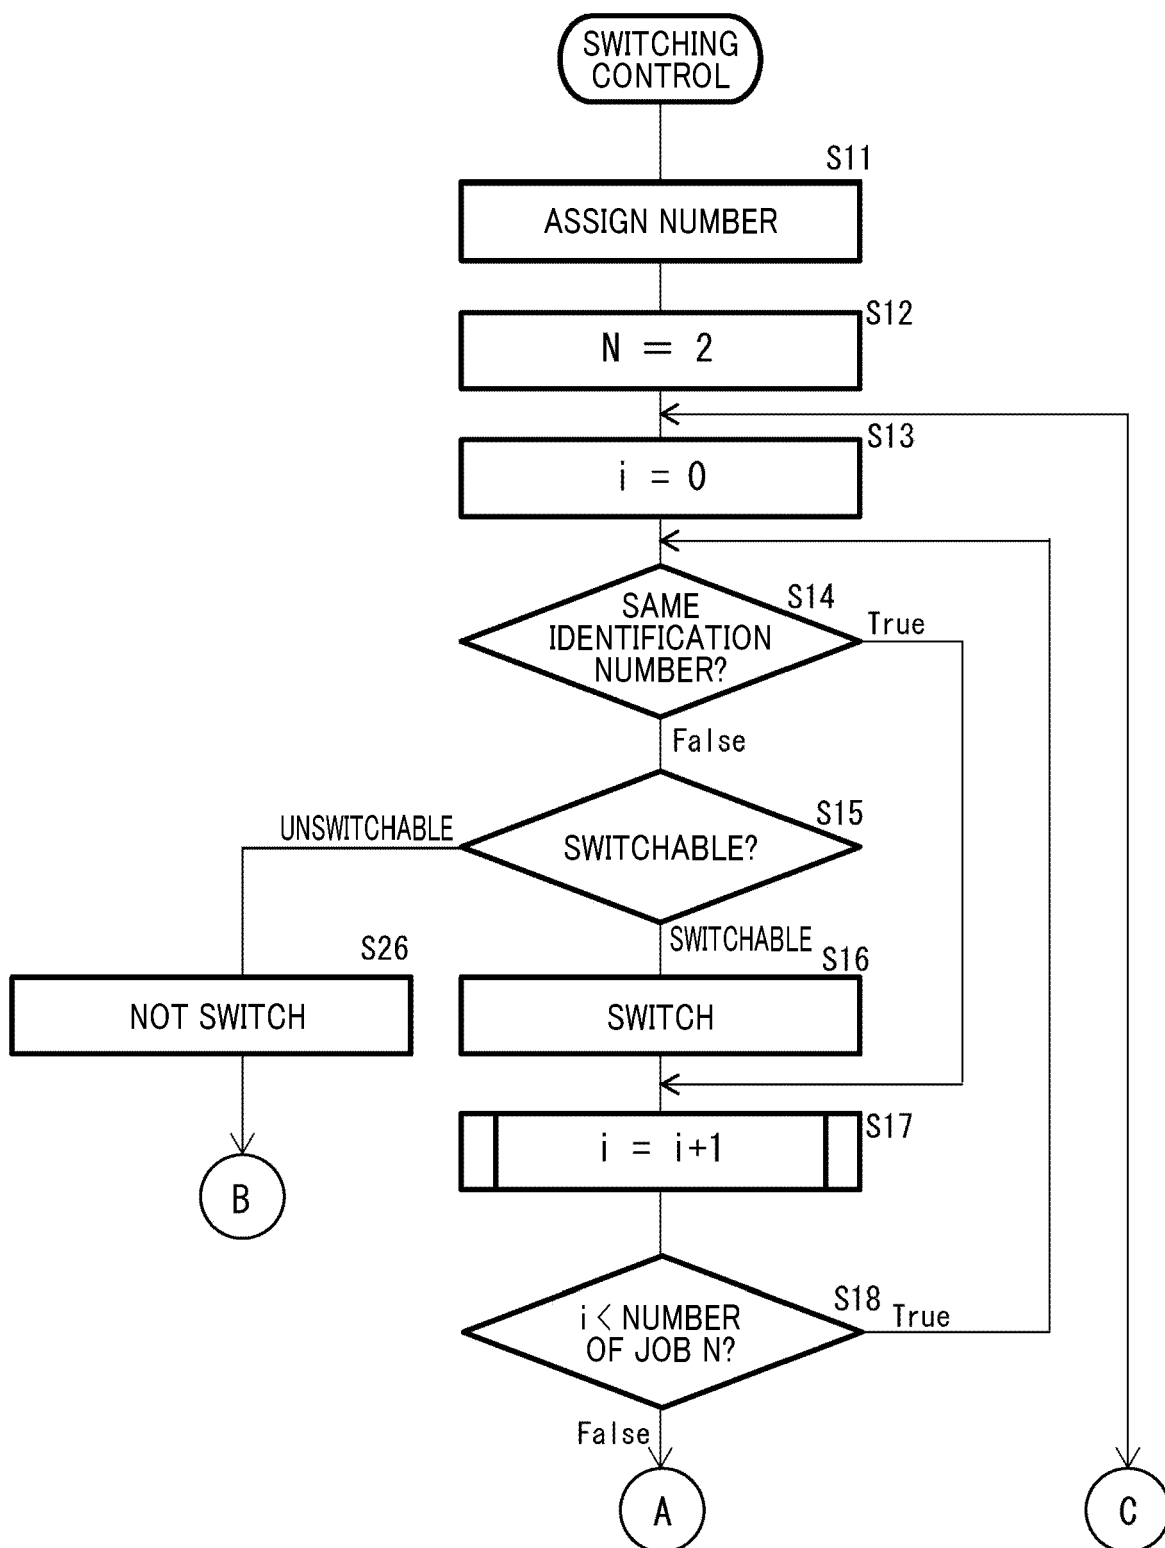 SWITCHING
CONTROL
S11
ASSIGN NUMBER
S12
N = 2
S13
i = 0
S14
SAME
IDENTIFICATION
NUMBER?
True
False
S15
SWITCHABLE?
UNSWITCHABLE
SWITCHABLE
S26
NOT SWITCH
S16
SWITCH
S17
i = i+1
B
S18
i < NUMBER
OF JOB N?
True
False
A
C